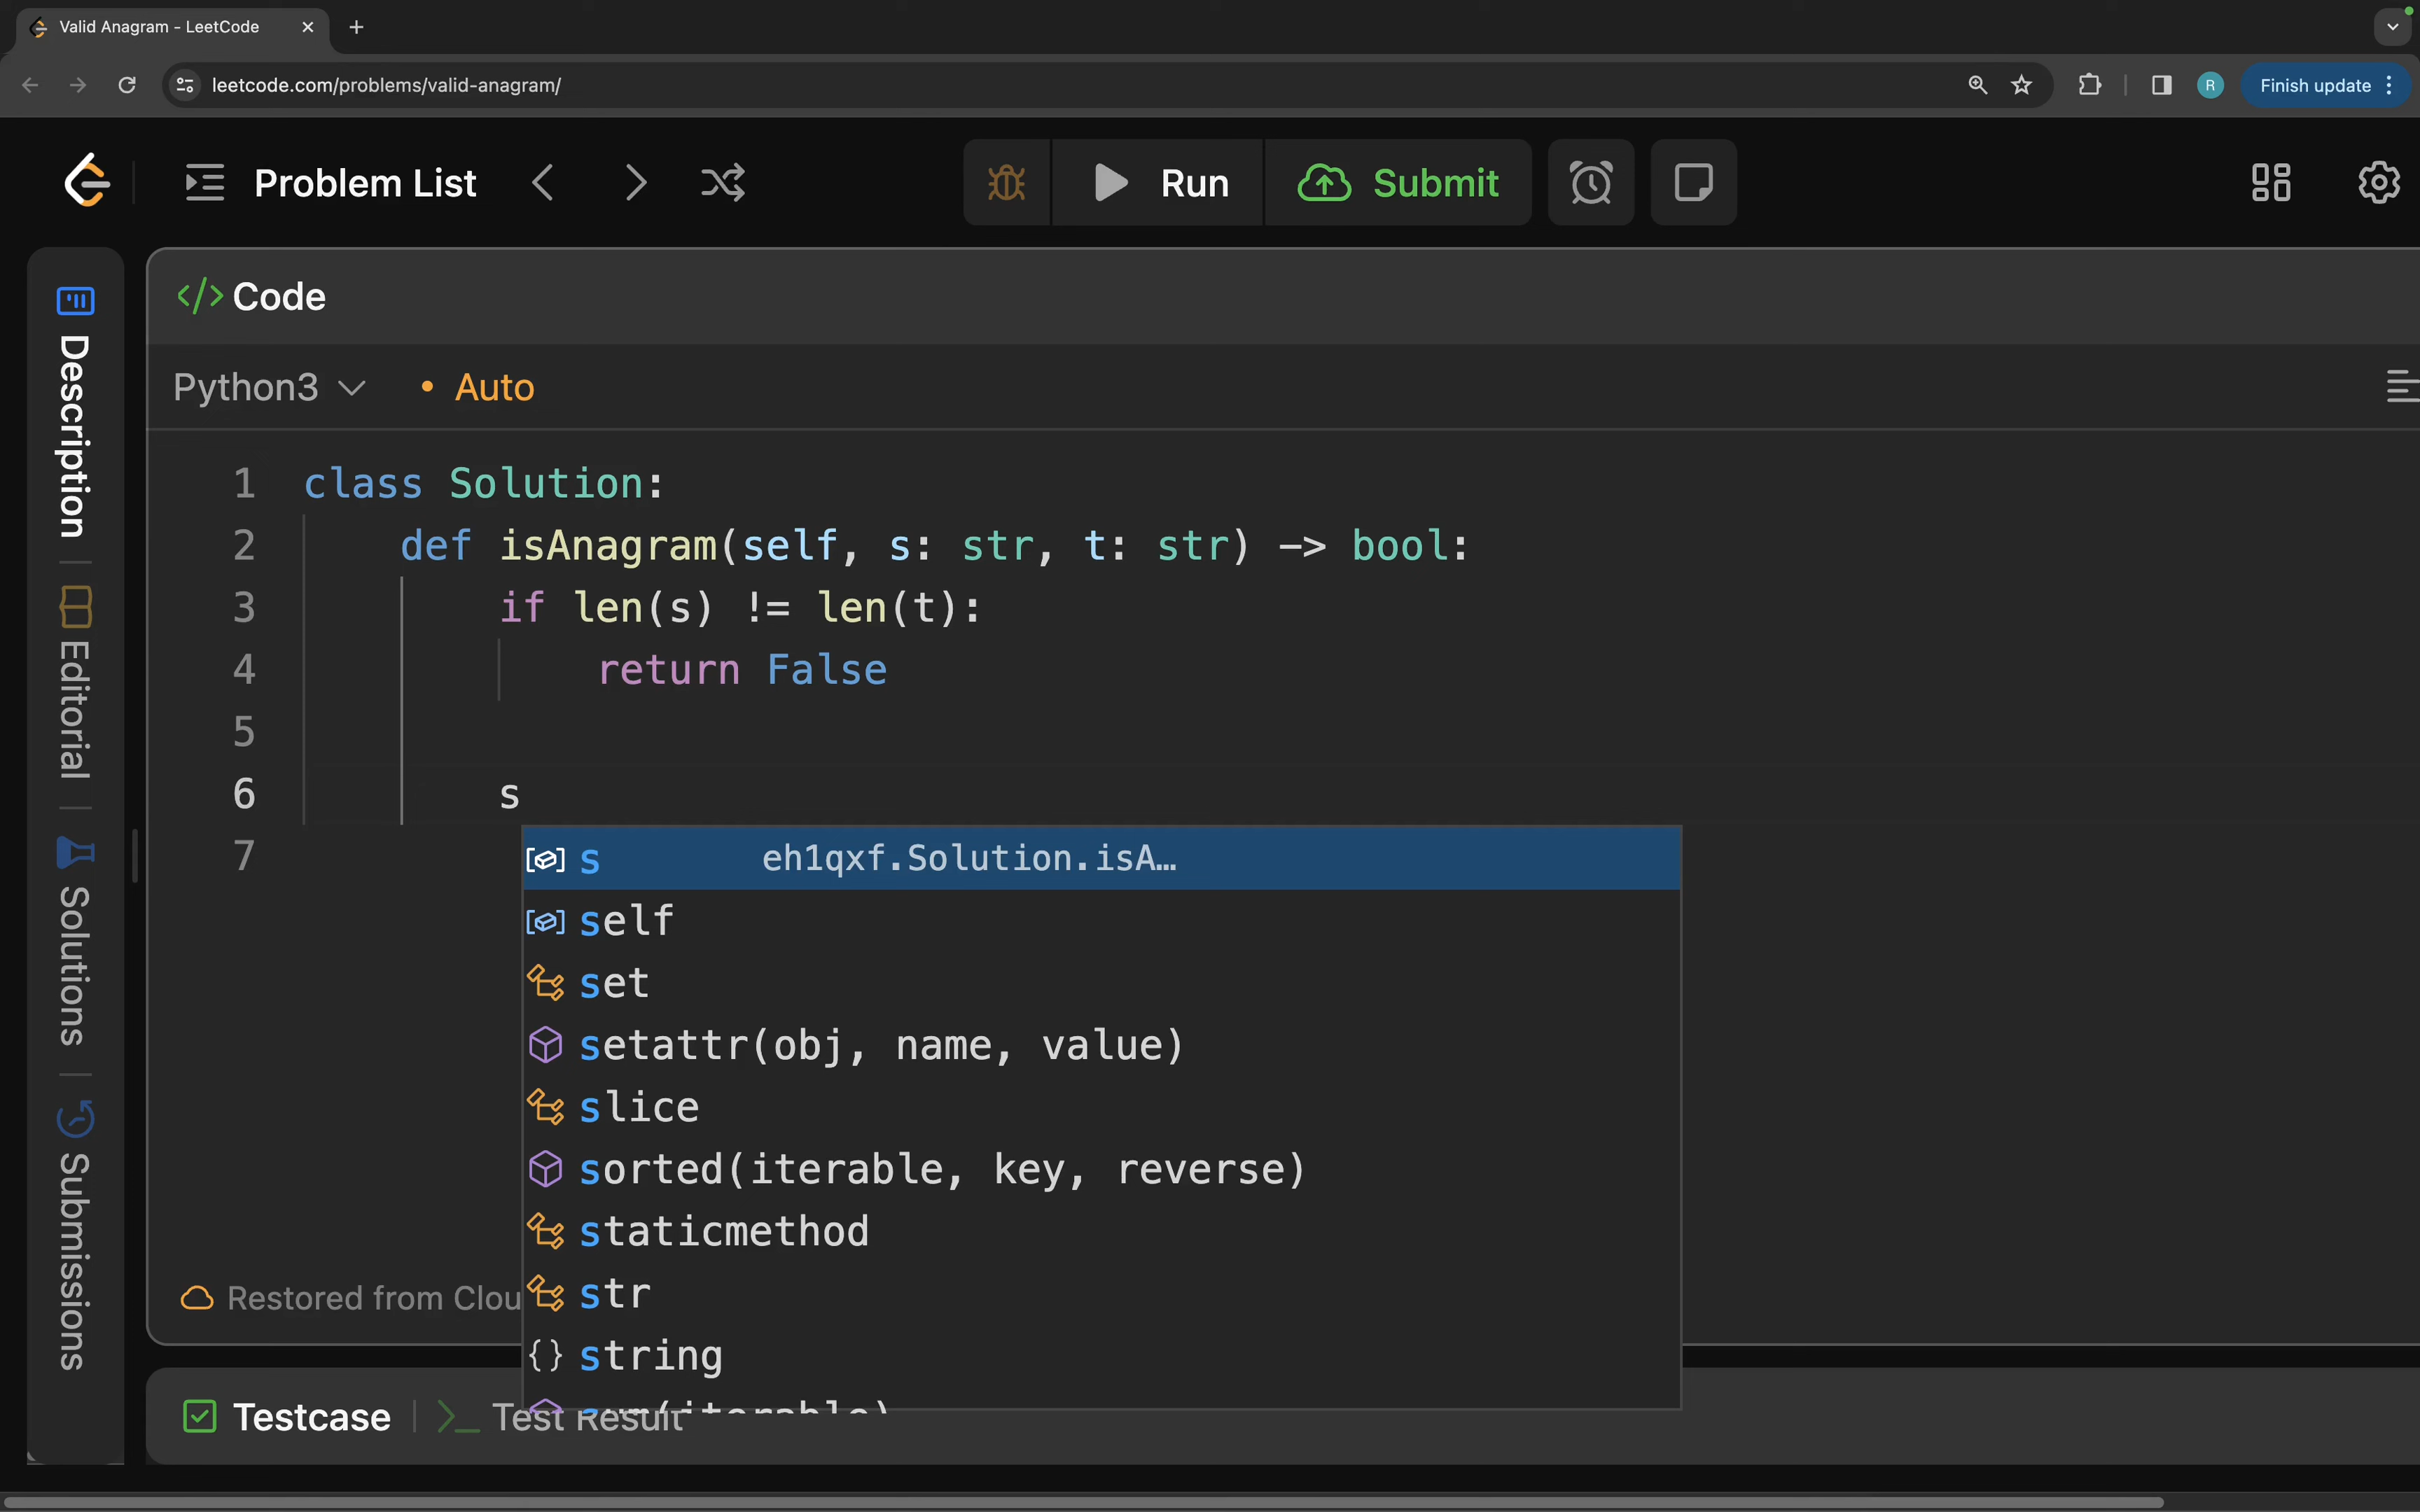 Valid Anagram - LeetCode
leetcode.com/problems/valid-anagram/
R
Finish update
Problem List
Run
Submit
Description
Editorial
Solutions
Submissions
Code
Python3
Auto
1 class Solution:
2 def isAnagram(self, s: str, t: str) -> bool:
3 if len(s) != len(t):
4 return False
5
6 s
7
s eh1qxf.Solution.isA…
self
set
setattr(obj, name, value)
slice
sorted(iterable, key, reverse)
staticmethod
str
string
Restored from Clou
Testcase
Test Result